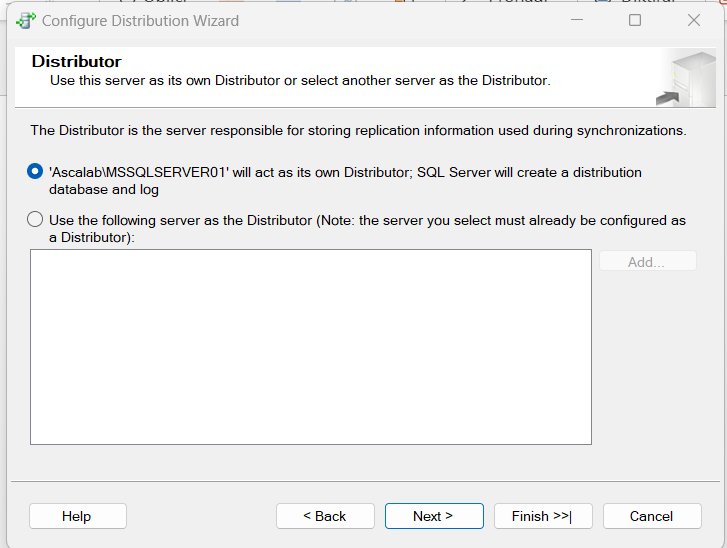 Configure Distribution Wizard
Distributor
Use this server as its own Distributor or select another server as the Distributor.
The Distributor is the server responsible for storing replication information used during synchronizations.
'Ascalab\MSSQLSERVER01' will act as its own Distributor; SQL Server will create a distribution
database and log
Use the following server as the Distributor (Note: the server you select must already be configured as
a Distributor):
Add...
Help
< Back
Next >
Finish >>|
Cancel